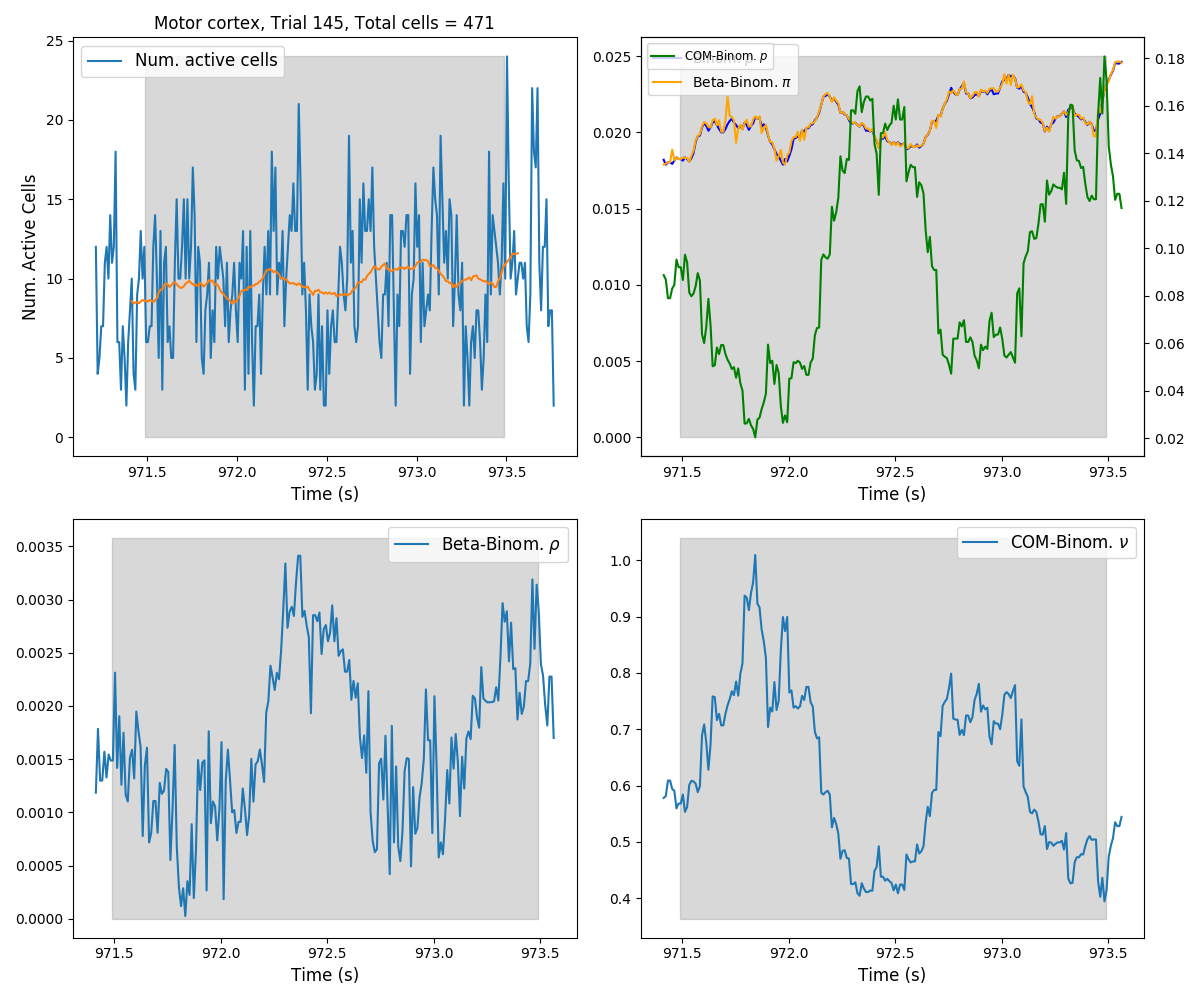 Motor cortex, Trial 145, Total cells = 471
Num. active cells
Num. Active Cells
25
20
15
10
5
0
971.5 972.0 972.5 973.0 973.5
Time (s)
COM-Binom. p
Beta-Binom. π
0.025
0.020
0.015
0.010
0.005
0.000
0.18
0.16
0.14
0.12
0.10
0.08
0.06
0.04
0.02
971.5 972.0 972.5 973.0 973.5
Time (s)
Beta-Binom. ρ
0.0035
0.0030
0.0025
0.0020
0.0015
0.0010
0.0005
0.0000
971.5 972.0 972.5 973.0 973.5
Time (s)
COM-Binom. ν
1.0
0.9
0.8
0.7
0.6
0.5
0.4
971.5 972.0 972.5 973.0 973.5
Time (s)